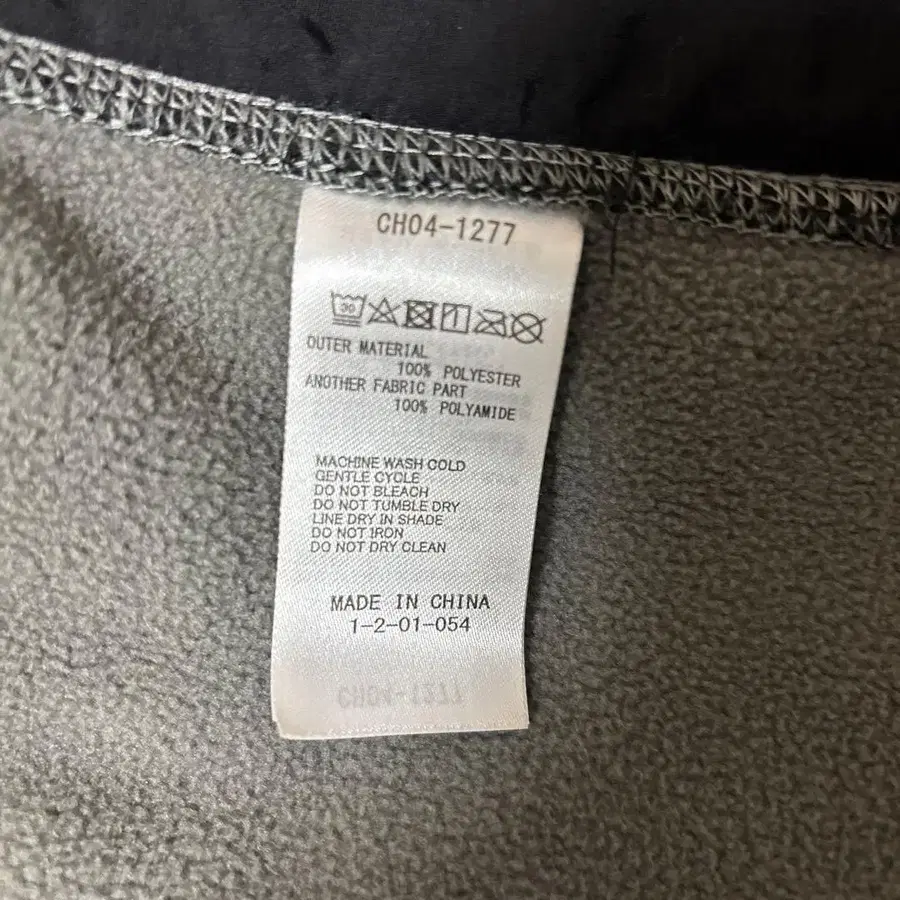 CH04-1277
30
OUTER MATERIAL
100% POLYESTER
ANOTHER FABRIC PART
100% POLYAMIDE
MACHINE WASH COLD
GENTLE CYCLE
DO NOT BLEACH
DO NOT TUMBLE DRY
LINE DRY IN SHADE
DO NOT IRON
DO NOT DRY CLEAN
MADE IN CHINA
1-2-01-054